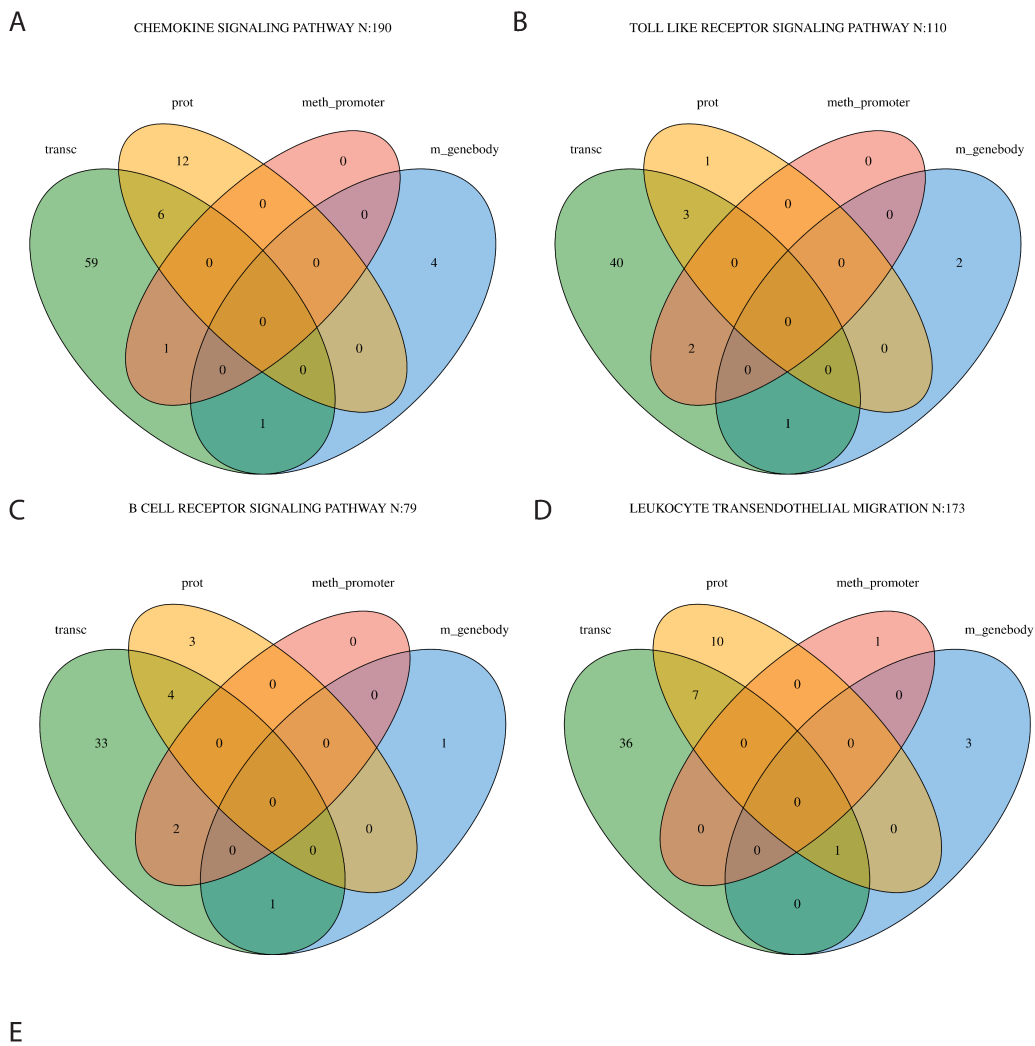 A
CHEMOKINE SIGNALING PATHWAY N:190
prot
meth_promoter
transc
m_genebody
12
0
0
6
0
59
0
0
4
0
1
0
0
0
1
B
TOLL LIKE RECEPTOR SIGNALING PATHWAY N:110
prot
meth_promoter
transc
m_genebody
1
0
0
3
0
40
0
0
2
0
2
0
0
0
1
C
B CELL RECEPTOR SIGNALING PATHWAY N:79
prot
meth_promoter
transc
m_genebody
3
0
0
4
0
33
0
0
1
0
2
0
0
0
1
D
LEUKOCYTE TRANSENDOTHELIAL MIGRATION N:173
prot
meth_promoter
transc
m_genebody
10
1
0
7
0
36
0
0
3
0
0
0
0
1
0
E